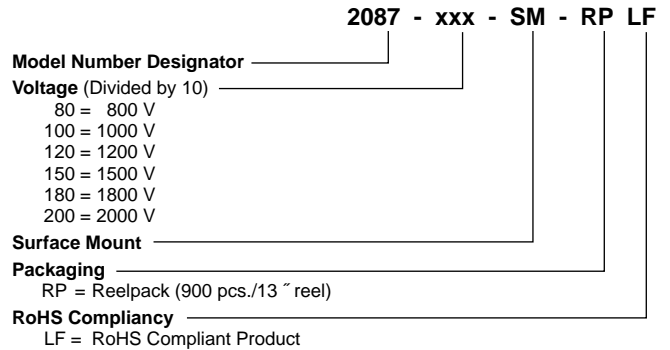 2087 - xxx - SM - RP LF
Model Number Designator
Voltage (Divided by 10)
80 = 800 V
100 = 1000 V
120 = 1200 V
150 = 1500 V
180 = 1800 V
200 = 2000 V
Surface Mount
Packaging
RP = Reelpack (900 pcs./13 ˝ reel)
RoHS Compliancy
LF = RoHS Compliant Product